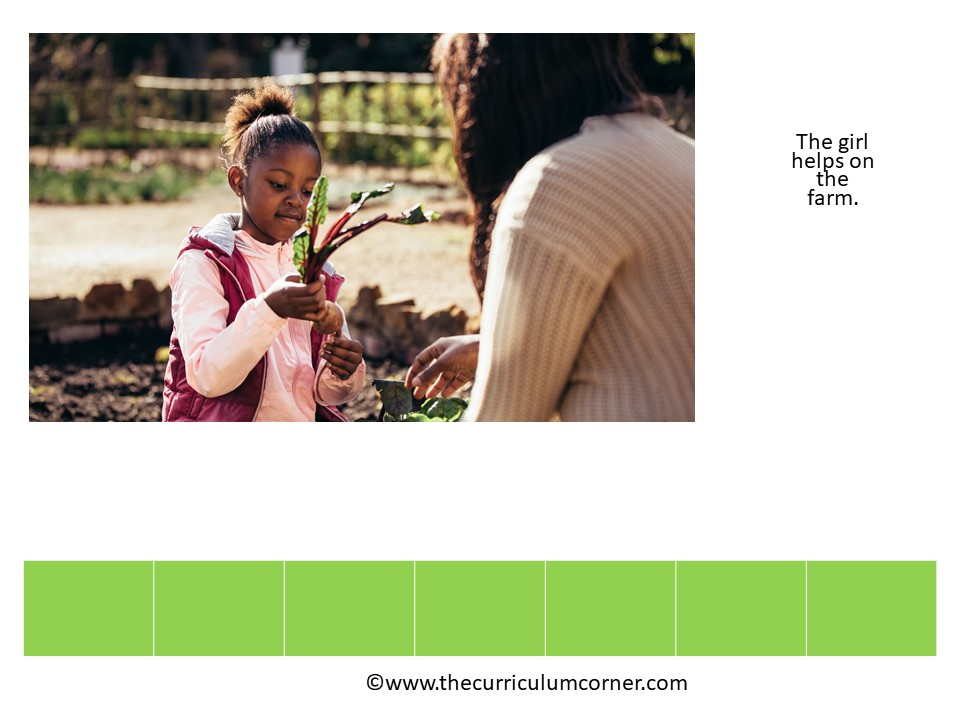 The girl
helps on
the
farm.
©www.thecurriculumcorner.com